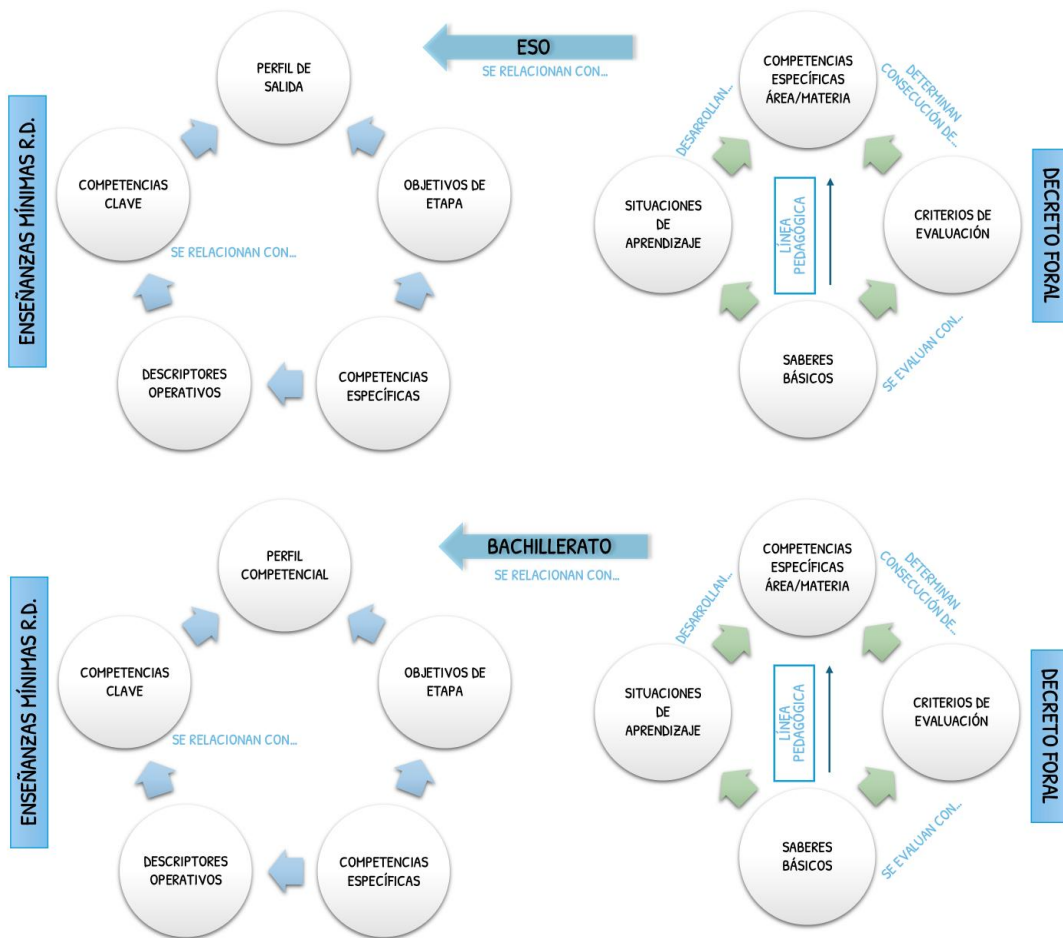 ENSEÑANZAS MÍNIMAS R.D.
PERFIL DE
SALIDA
COMPETENCIAS
CLAVE
OBJETIVOS DE
ETAPA
SE RELACIONAN CON...
DESCRIPTORES
OPERATIVOS
COMPETENCIAS
ESPECÍFICAS
ESO
SE RELACIONAN CON...
COMPETENCIAS
ESPECÍFICAS
ÁREA/MATERIA
DESARROLLAN...
DETERMINAN
CONSECUCIÓN DE...
SITUACIONES
DE
APRENDIZAJE
LÍNEA
PEDAGÓGICA
CRITERIOS DE
EVALUACIÓN
SABERES
BÁSICOS
SE EVALUAN CON...
DECRETO FORAL
ENSEÑANZAS MÍNIMAS R.D.
PERFIL
COMPETENCIAL
COMPETENCIAS
CLAVE
OBJETIVOS DE
ETAPA
SE RELACIONAN CON...
DESCRIPTORES
OPERATIVOS
COMPETENCIAS
ESPECÍFICAS
BACHILLERATO
SE RELACIONAN CON...
COMPETENCIAS
ESPECÍFICAS
ÁREA/MATERIA
DESARROLLAN...
DETERMINAN
CONSECUCIÓN DE...
SITUACIONES
DE
APRENDIZAJE
LÍNEA
PEDAGÓGICA
CRITERIOS DE
EVALUACIÓN
SABERES
BÁSICOS
SE EVALUAN CON...
DECRETO FORAL